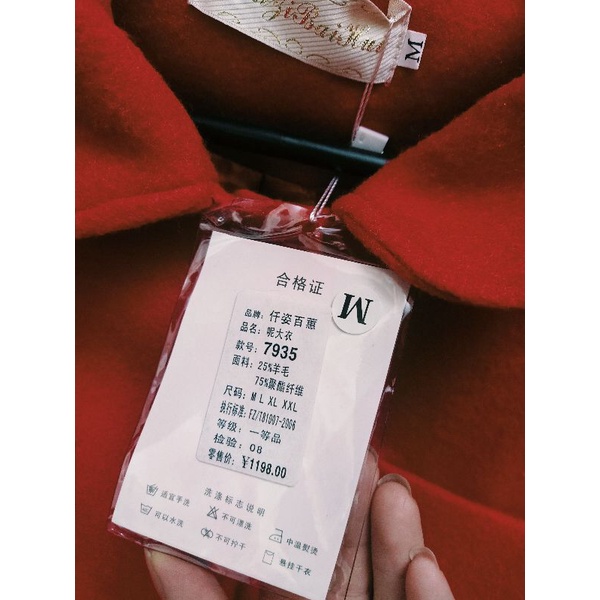 M
合格证
M
品牌: 仟姿百蕙
品名: 呢大衣
款号: 7935
面料: 25%羊毛
75%聚酯纤维
尺码: M L XL XXL
执行标准: FZ/T81007-2006
等级: 一等品
检验: 08
零售价: ¥1198.00
洗涤标志说明
适宜手洗
不可漂洗
中温熨烫
可以水洗
不可拧干
悬挂干衣